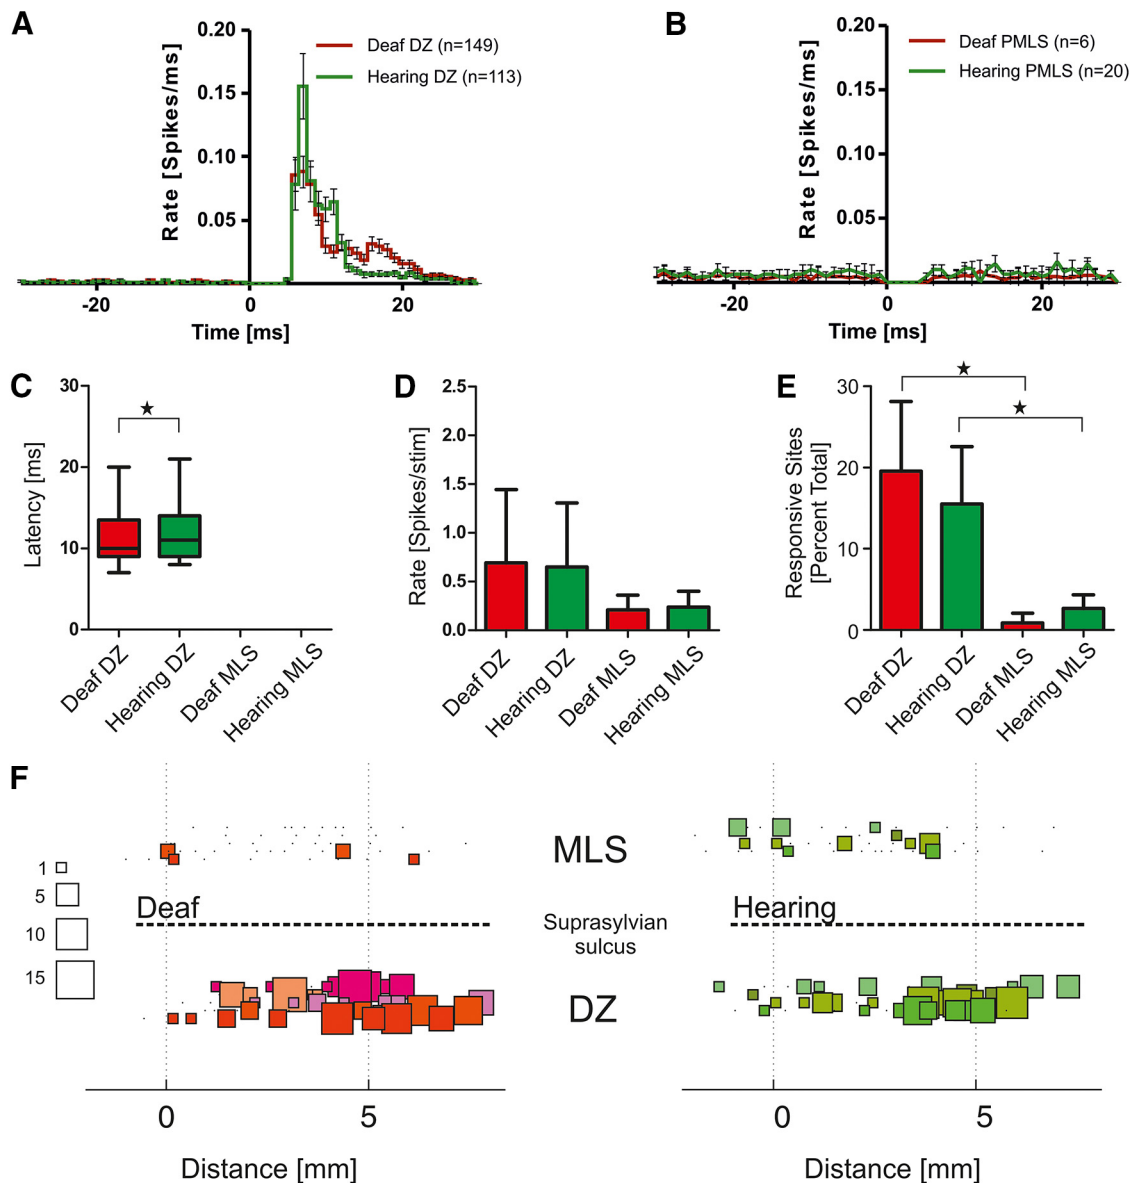 A
0.20
0.15
0.10
0.05
Rate [Spikes/ms]
Deaf DZ (n=149)
Hearing DZ (n=113)
-20
0
20
Time [ms]
B
0.20
0.15
0.10
0.05
Rate [Spikes/ms]
Deaf PMLS (n=6)
Hearing PMLS (n=20)
-20
0
20
Time [ms]
C
30
20
10
0
Latency [ms]
★
Deaf DZ
Hearing DZ
Deaf MLS
Hearing MLS
D
2.5
2.0
1.5
1.0
0.5
0.0
Rate [Spikes/stim]
Deaf DZ
Hearing DZ
Deaf MLS
Hearing MLS
E
30
20
10
0
Responsive Sites
[Percent Total]
★
★
Deaf DZ
Hearing DZ
Deaf MLS
Hearing MLS
F
1
5
10
15
Deaf
MLS
Suprasylvian
sulcus
DZ
Hearing
0
5
Distance [mm]
0
5
Distance [mm]